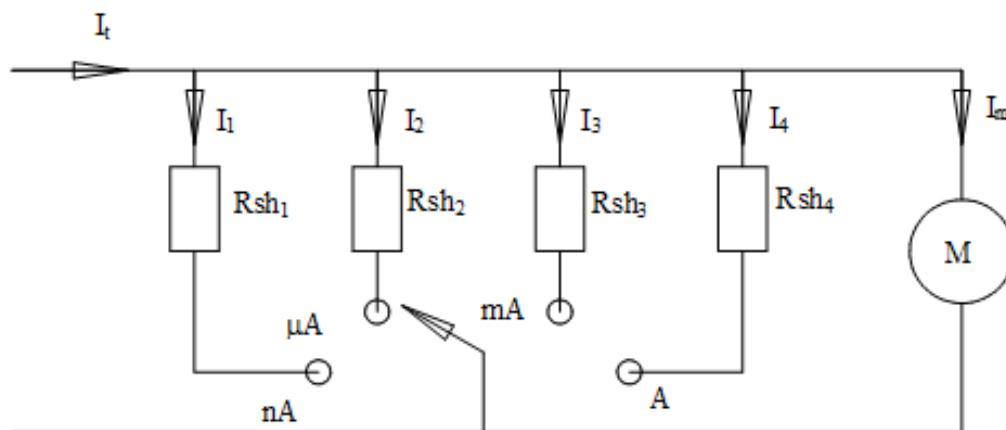 Iₜ
I₁ I₂ I₃ I₄ Iₘ
Rsh₁ Rsh₂ Rsh₃ Rsh₄
M
μA mA
nA A